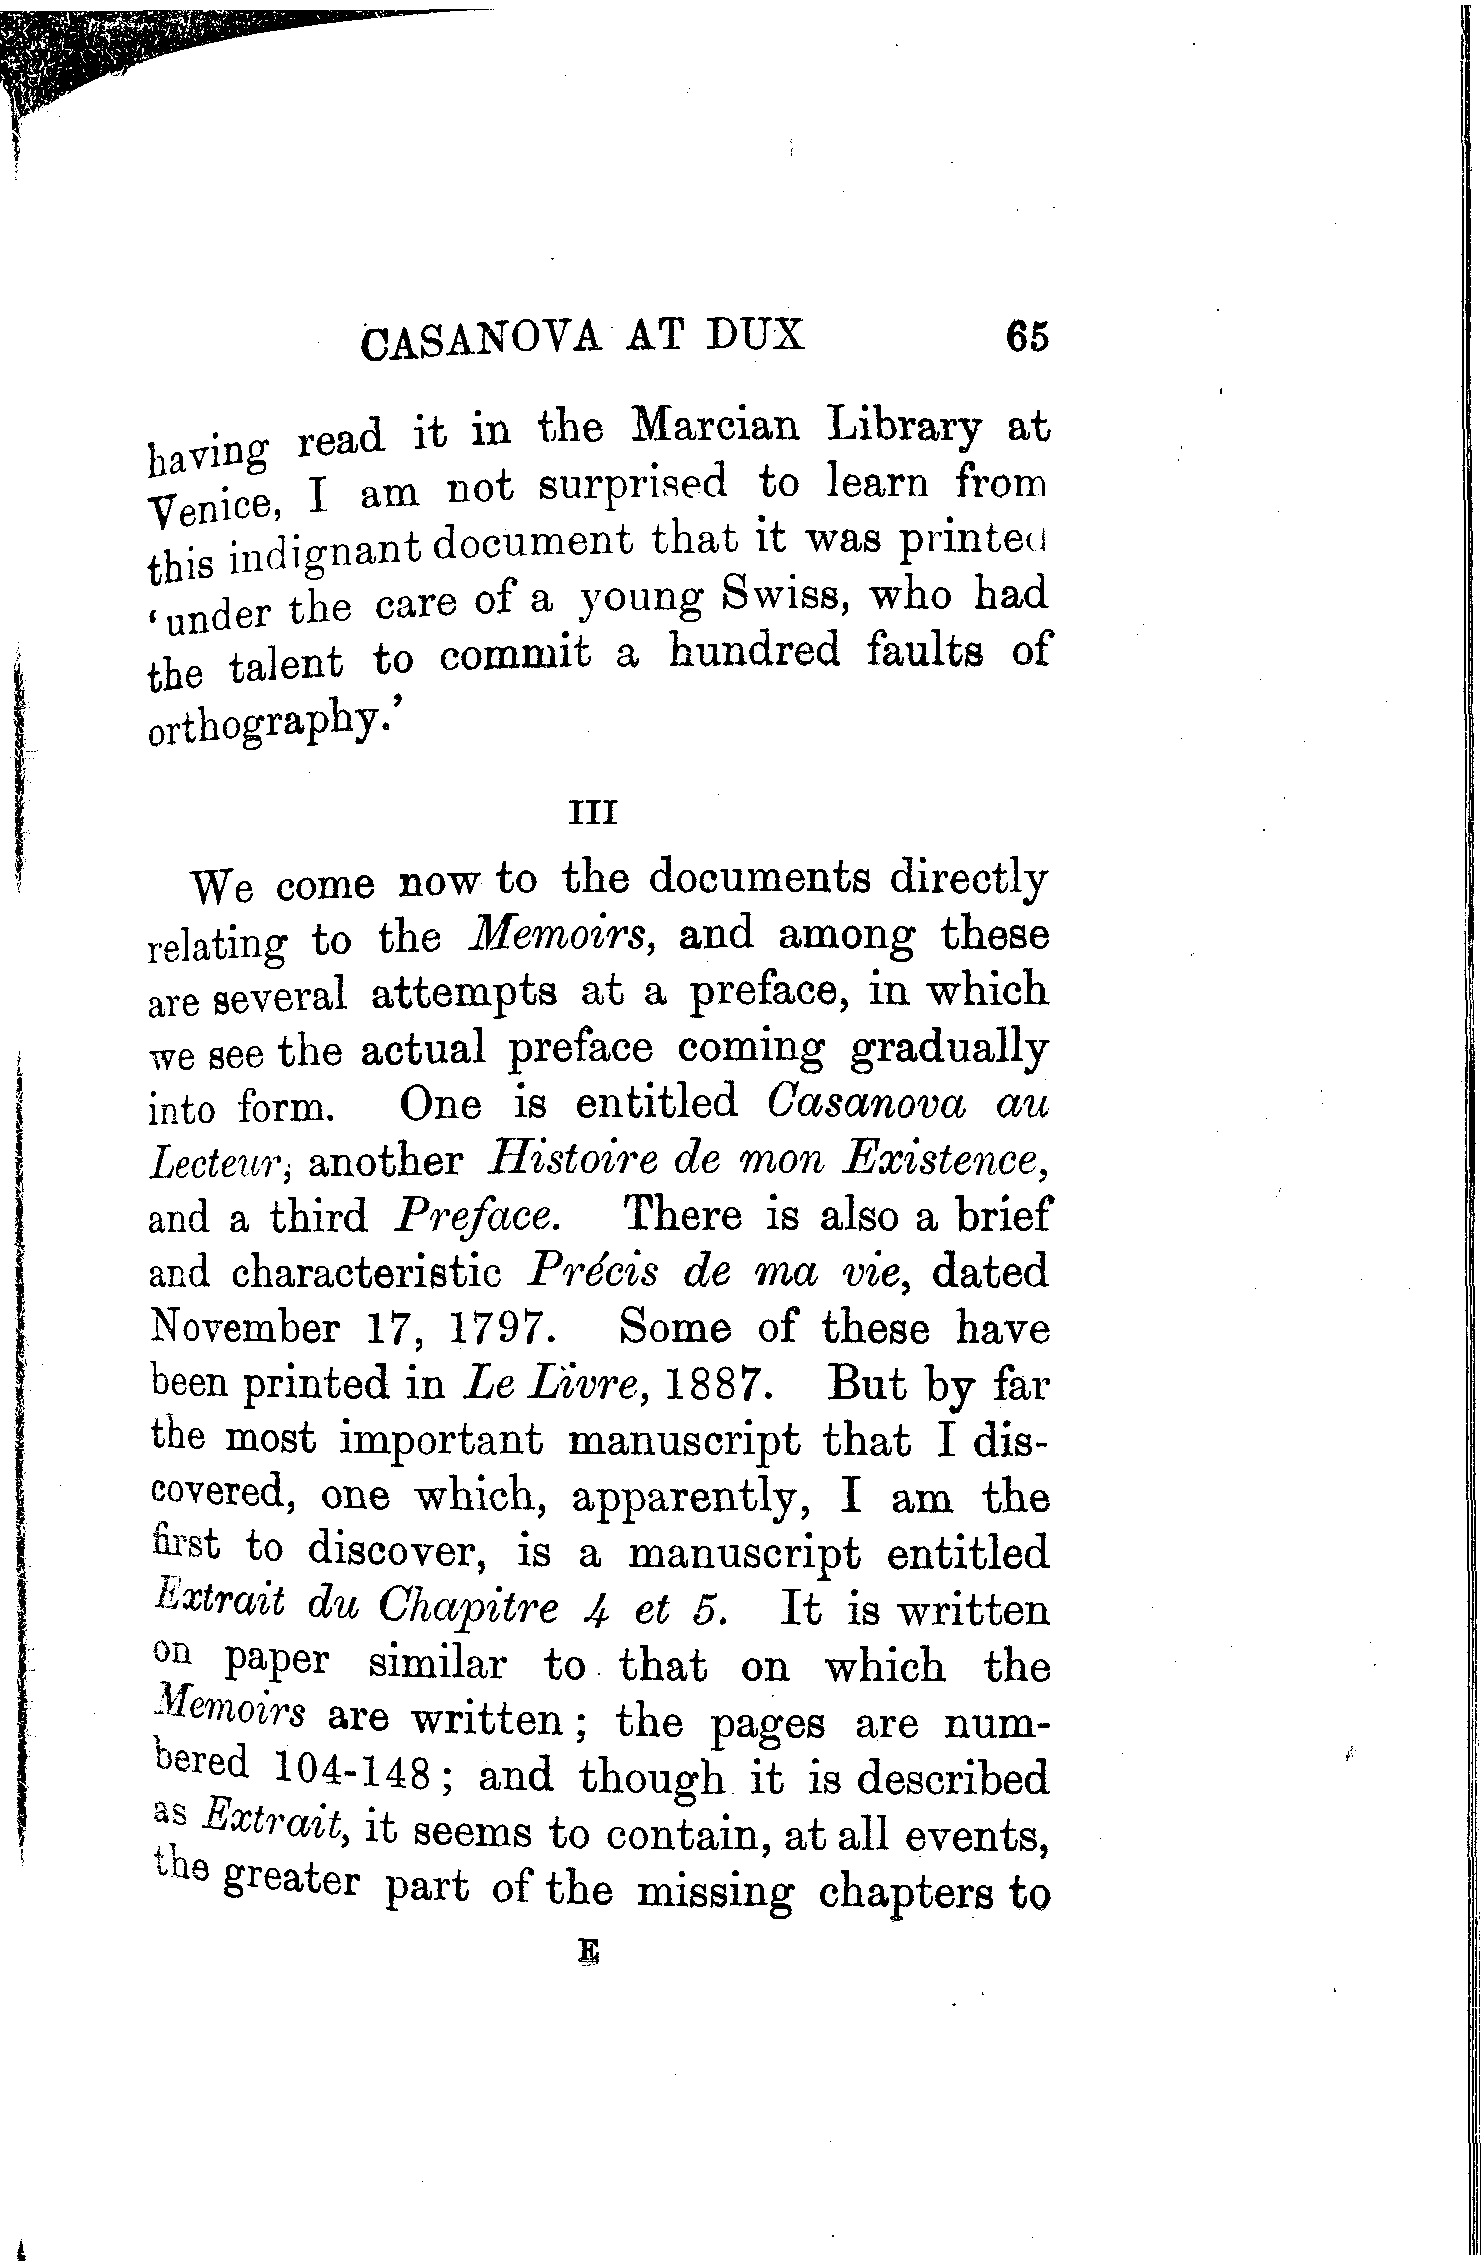 CASANOVA AT DUX 65
having read it in the Marcian Library at
Venice, I am not surprised to learn from
this indignant document that it was printed
‘under the care of a young Swiss, who had
the talent to commit a hundred faults of
orthography.’
III
We come now to the documents directly
relating to the Memoirs, and among these
are several attempts at a preface, in which
we see the actual preface coming gradually
into form. One is entitled Casanova au
Lecteur, another Histoire de mon Existence,
and a third Preface. There is also a brief
and characteristic Précis de ma vie, dated
November 17, 1797. Some of these have
been printed in Le Livre, 1887. But by far
the most important manuscript that I dis-
covered, one which, apparently, I am the
first to discover, is a manuscript entitled
Extrait du Chapitre 4 et 5. It is written
on paper similar to that on which the
Memoirs are written; the pages are num-
bered 104-148; and though it is described
as Extrait, it seems to contain, at all events,
the greater part of the missing chapters to
E